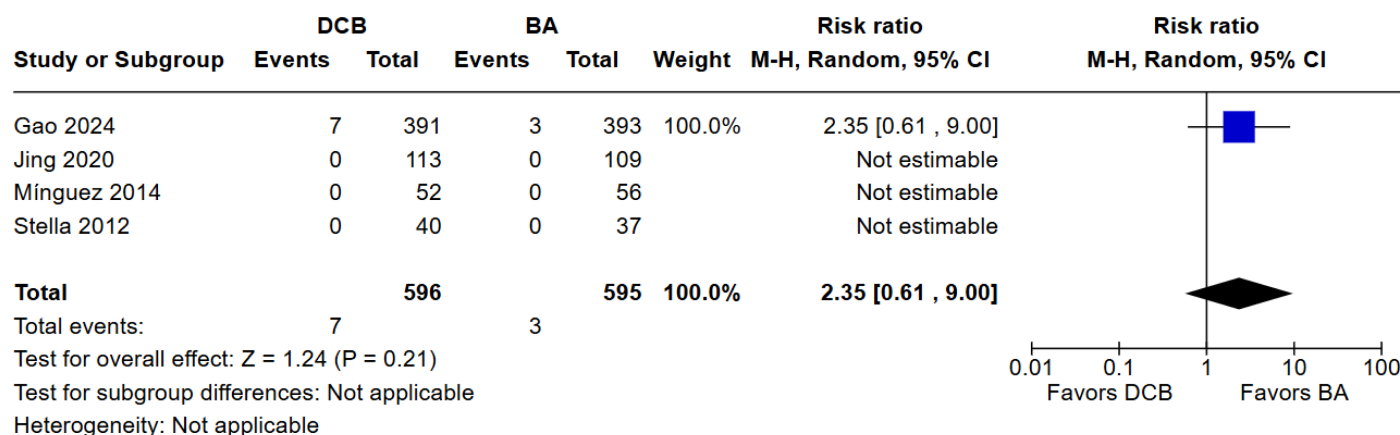 DCB BA Risk ratio Risk ratio
Study or Subgroup Events Total Events Total Weight M-H, Random, 95% CI M-H, Random, 95% CI
Gao 2024 7 391 3 393 100.0% 2.35 [0.61 , 9.00]
Jing 2020 0 113 0 109 Not estimable
Mínguez 2014 0 52 0 56 Not estimable
Stella 2012 0 40 0 37 Not estimable
Total 596 595 100.0% 2.35 [0.61 , 9.00]
Total events: 7 3
Test for overall effect: Z = 1.24 (P = 0.21)
0.01 0.1 1 10 100
Test for subgroup differences: Not applicable
Favors DCB Favors BA
Heterogeneity: Not applicable